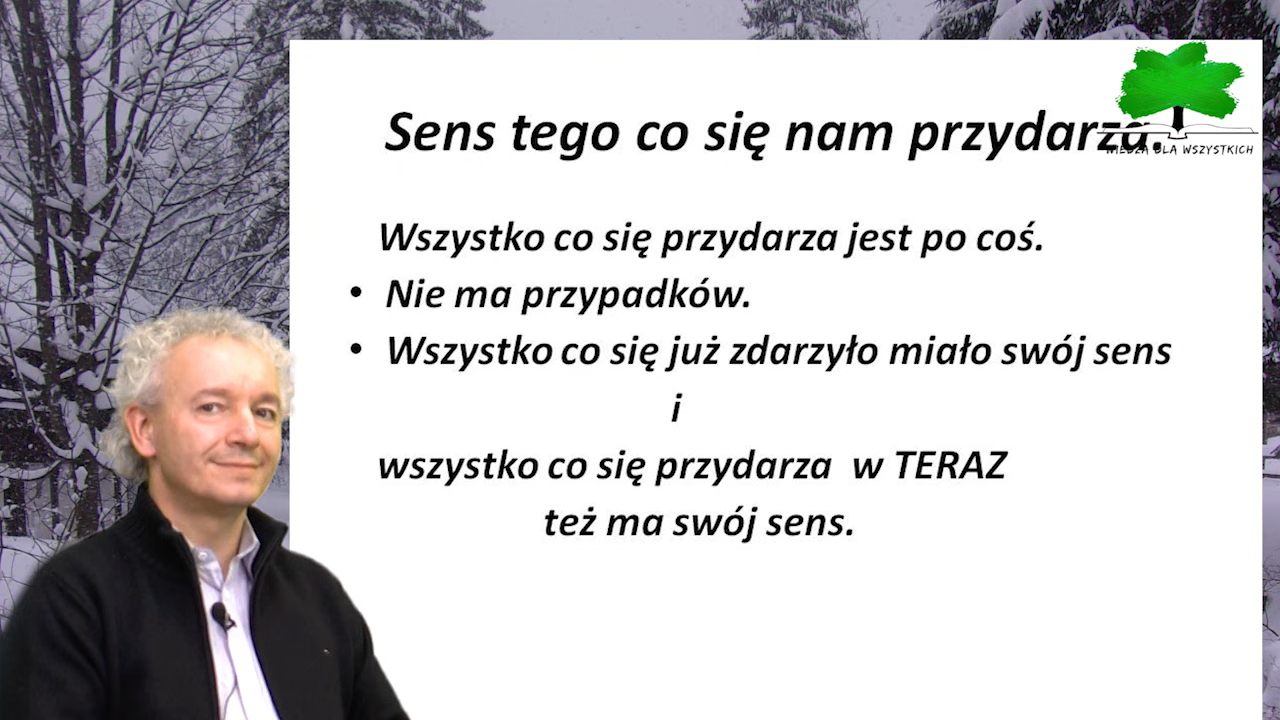 Sens tego co się nam przydarza.
WIEDZA DLA WSZYSTKICH
Wszystko co się przydarza jest po coś.
• Nie ma przypadków.
• Wszystko co się już zdarzyło miało swój sens
i
wszystko co się przydarza w TERAZ
też ma swój sens.